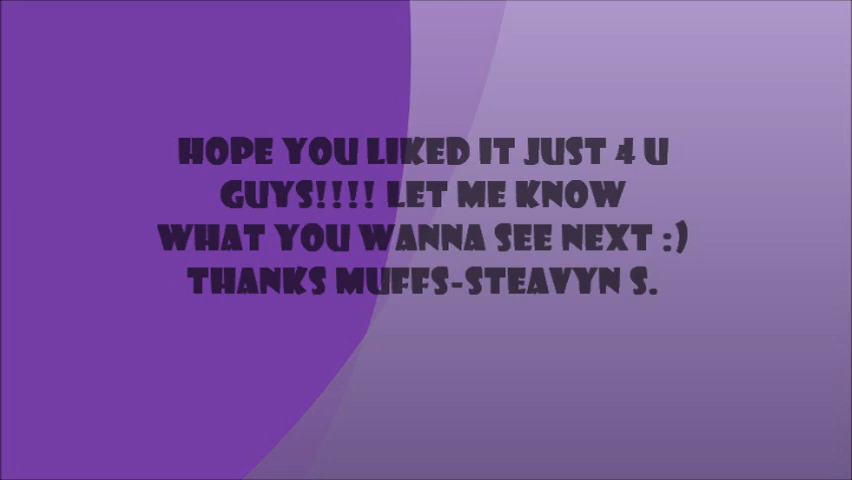 HOPE YOU LIKED IT JUST 4 U
GUYS!!!! LET ME KNOW
WHAT YOU WANNA SEE NEXT :)
THANKS MUFFS-STEAVYN S.